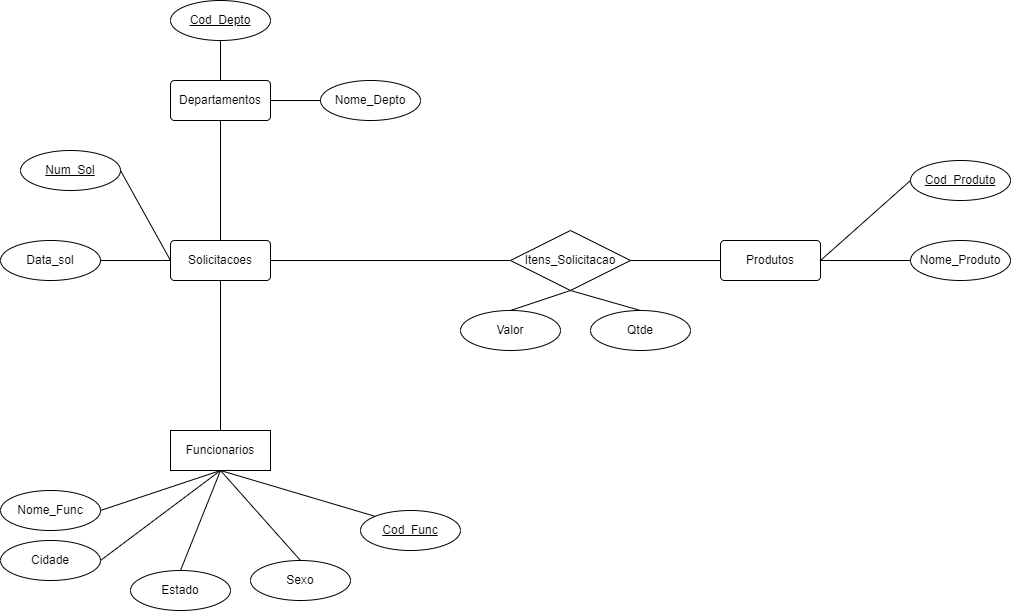 Cod_Depto
Departamentos
Nome_Depto
Num_Sol
Cod_Produto
Data_sol
Solicitacoes
Itens_Solicitacao
Produtos
Nome_Produto
Valor
Qtde
Funcionarios
Nome_Func
Cod_Func
Cidade
Estado
Sexo